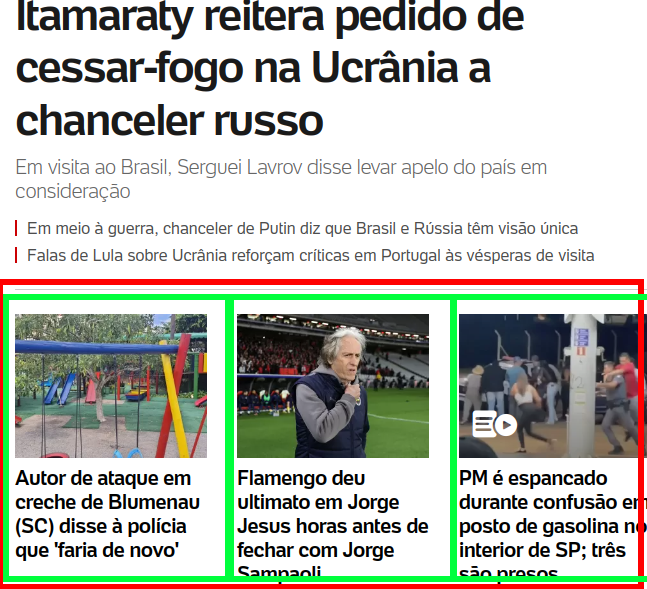 Itamaraty reitera pedido de
cessar-fogo na Ucrânia a
chanceler russo
Em visita ao Brasil, Serguei Lavrov disse levar apelo do país em
consideração
Em meio à guerra, chanceler de Putin diz que Brasil e Rússia têm visão única
Falas de Lula sobre Ucrânia reforçam críticas em Portugal às vésperas de visita
Autor de ataque em
creche de Blumenau
(SC) disse à polícia
que 'faria de novo'
Flamengo deu
ultimato em Jorge
Jesus horas antes de
fechar com Jorge
Sampaoli
PM é espancado
durante confusão em
posto de gasolina no
interior de SP; três
são presos